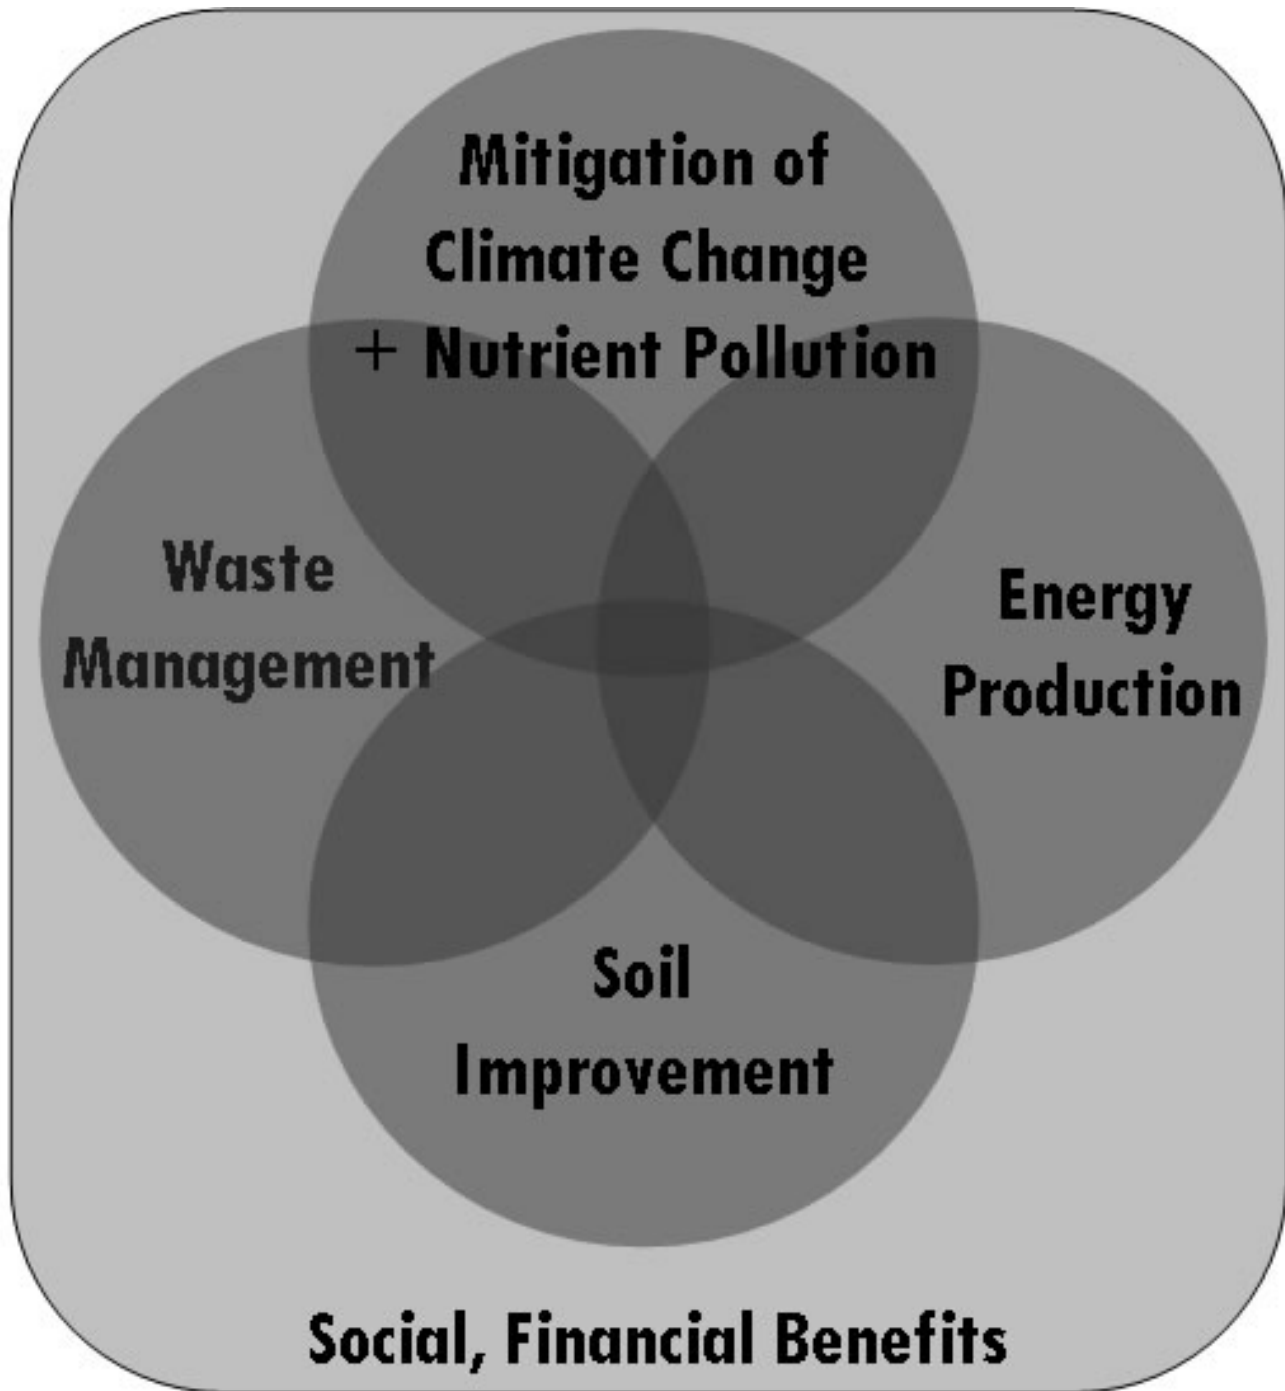 Mitigation of
Climate Change
+ Nutrient Pollution
Waste
Management
Energy
Production
Soil
Improvement
Social, Financial Benefits